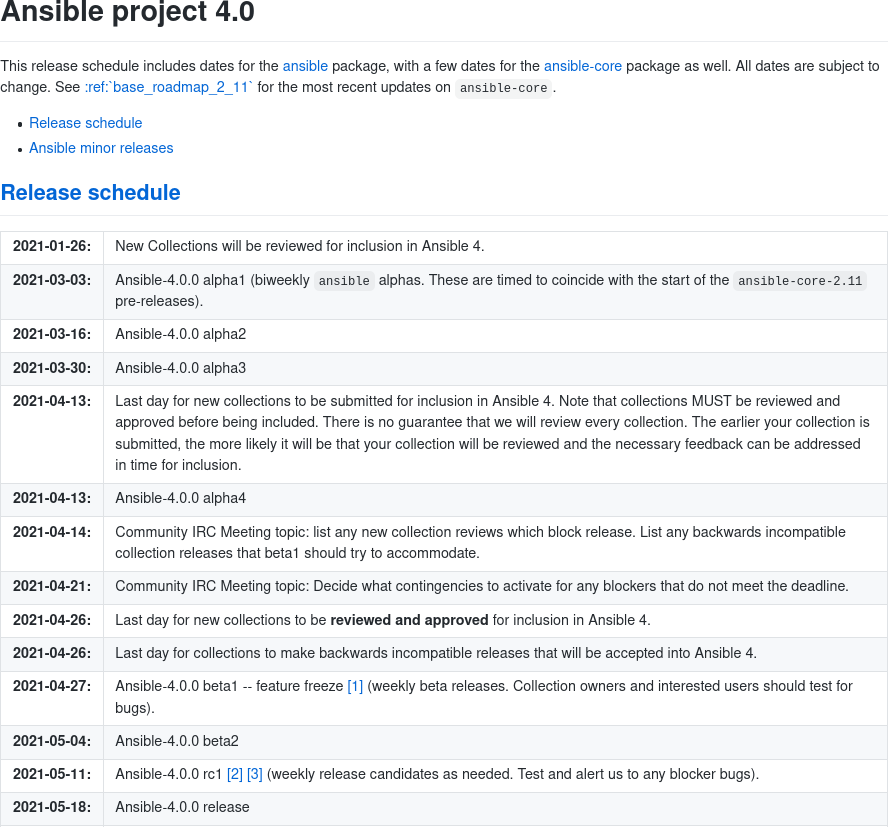 Ansible project 4.0
This release schedule includes dates for the ansible package, with a few dates for the ansible-core package as well. All dates are subject to
change. See :ref:`base_roadmap_2_11` for the most recent updates on ansible-core.
• Release schedule
• Ansible minor releases
Release schedule
2021-01-26: New Collections will be reviewed for inclusion in Ansible 4.
2021-03-03: Ansible-4.0.0 alpha1 (biweekly ansible alphas. These are timed to coincide with the start of the ansible-core-2.11
pre-releases).
2021-03-16: Ansible-4.0.0 alpha2
2021-03-30: Ansible-4.0.0 alpha3
2021-04-13: Last day for new collections to be submitted for inclusion in Ansible 4. Note that collections MUST be reviewed and
approved before being included. There is no guarantee that we will review every collection. The earlier your collection is
submitted, the more likely it will be that your collection will be reviewed and the necessary feedback can be addressed
in time for inclusion.
2021-04-13: Ansible-4.0.0 alpha4
2021-04-14: Community IRC Meeting topic: list any new collection reviews which block release. List any backwards incompatible
collection releases that beta1 should try to accommodate.
2021-04-21: Community IRC Meeting topic: Decide what contingencies to activate for any blockers that do not meet the deadline.
2021-04-26: Last day for new collections to be reviewed and approved for inclusion in Ansible 4.
2021-04-26: Last day for collections to make backwards incompatible releases that will be accepted into Ansible 4.
2021-04-27: Ansible-4.0.0 beta1 -- feature freeze [1] (weekly beta releases. Collection owners and interested users should test for
bugs).
2021-05-04: Ansible-4.0.0 beta2
2021-05-11: Ansible-4.0.0 rc1 [2] [3] (weekly release candidates as needed. Test and alert us to any blocker bugs).
2021-05-18: Ansible-4.0.0 release